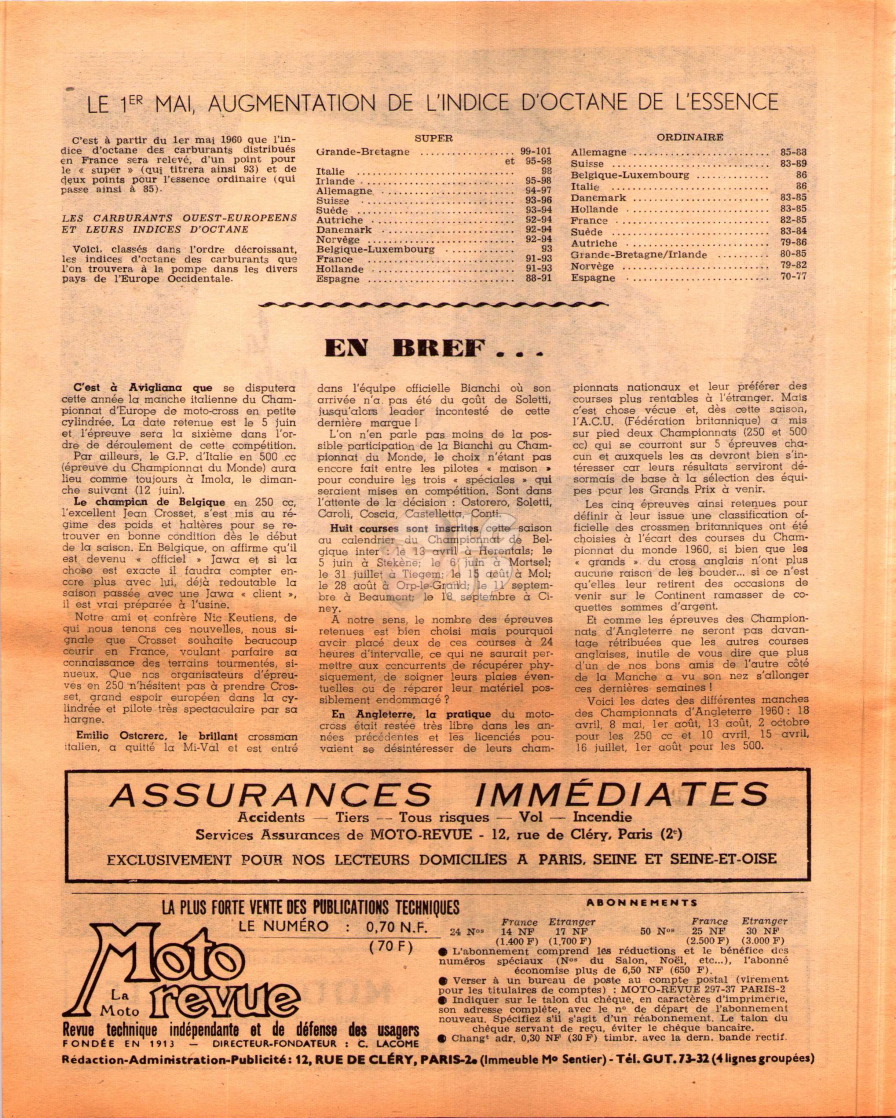 LE 1ER MAI, AUGMENTATION DE L'INDICE D'OCTANE DE L'ESSENCE
C'est à partir du 1er mai 1960 que l'in-
dice d'octane des carburants distribués
en France sera relevé, d'un point pour
le « super » (qui titrera ainsi 93) et de
deux points pour l'essence ordinaire (qui
passe ainsi à 85).
LES CARBURANTS OUEST-EUROPEENS
ET LEURS INDICES D'OCTANE
Voici, classés dans l'ordre décroissant,
les indices d'octane des carburants que
l'on trouvera à la pompe dans les divers
pays de l'Europe Occidentale.
SUPER
Grande-Bretagne ............... 99-101
et 95-98
Italie ............... 98
Irlande ............... 95-98
Allemagne ............... 94-97
Suisse ............... 93-96
Suède ............... 93-94
Autriche ............... 92-94
Danemark ............... 92-94
Norvège ............... 92-94
Belgique-Luxembourg ............ 93
France ............... 91-93
Hollande ............... 91-93
Espagne ............... 88-91
ORDINAIRE
Allemagne ............... 85-88
Suisse ............... 83-89
Belgique-Luxembourg ............ 86
Italie ............... 86
Danemark ............... 83-85
Hollande ............... 83-85
France ............... 82-85
Suède ............... 83-84
Autriche ............... 79-86
Grande-Bretagne/Irlande .......... 80-85
Norvège ............... 79-82
Espagne ............... 70-77
EN BREF...
C'est à Avigliana que se disputera
cette année la manche italienne du Cham-
pionnat d'Europe de moto-cross en petite
cylindrée. La date retenue est le 5 juin
et l'épreuve sera la sixième dans l'or-
dre de déroulement de cette compétition.
Par ailleurs, le G.P. d'Italie en 500 cc
(épreuve du Championnat du Monde) aura
lieu comme toujours à Imola, le diman-
che suivant (12 juin).
Le champion de Belgique en 250 cc,
l'excellent Jean Crosset, s'est mis au ré-
gime des poids et haltères pour se re-
trouver en bonne condition dès le début
de la saison. En Belgique, on affirme qu'il
est devenu « officiel » Jawa et si la
chose est exacte il faudra compter en-
core plus avec lui, déjà redoutable la
saison passée avec une Jawa « client »,
il est vrai préparée à l'usine.
Notre ami et confrère Nic Keutiens, de
qui nous tenons ces nouvelles, nous si-
gnale que Crosset souhaite beaucoup
courir en France, voulant parfaire sa
connaissance des terrains tourmentés, si-
nueux. Que nos organisateurs d'épreu-
ves en 250 n'hésitent pas à prendre Cros-
set, grand espoir européen dans la cy-
lindrée et pilote très spectaculaire par sa
hargne.
Emilio Ostorero, le brillant crossman
italien, a quitté la Mi-Val et est entré
dans l'équipe officielle Bianchi où son
arrivée n'a pas été du goût de Soletti,
jusqu'alors leader incontesté de cette
dernière marque !
L'on n'en parle pas moins de la pos-
sible participation de la Bianchi au Cham-
pionnat du Monde, le choix n'étant pas
encore fait entre les pilotes « maison »
pour conduire les trois « spéciales » qui
seraient mises en compétition. Sont dans
l'attente de la décision : Ostorero, Soletti,
Caroli, Coscia, Castelletta, Conti.
Huit courses sont inscrites cette saison
au calendrier du Championnat de Bel-
gique inter : le 13 avril à Herentals; le
5 juin à Stekène; le 6 juin à Mortsel;
le 31 juillet à Tiegem; le 15 août à Mol;
le 28 août à Orp-le-Grand; le 11 septem-
bre à Beaumont; le 18 septembre à Ci-
ney.
A notre sens, le nombre des épreuves
retenues est bien choisi mais pourquoi
avoir placé deux de ces courses à 24
heures d'intervalle, ce qui ne saurait per-
mettre aux concurrents de récupérer phy-
siquement, de soigner leurs plaies éven-
tuelles ou de réparer leur matériel pos-
siblement endommagé ?
En Angleterre, la pratique du moto-
cross était restée très libre dans les an-
nées précédentes et les licenciés pou-
vaient se désintéresser de leurs cham-
pionnats nationaux et leur préférer des
courses plus rentables à l'étranger. Mais
c'est chose vécue et, dès cette saison,
l'A.C.U. (Fédération britannique) a mis
sur pied deux Championnats (250 et 500
cc) qui se courront sur 5 épreuves cha-
cun et auxquels les as devront bien s'in-
téresser car leurs résultats serviront dé-
sormais de base à la sélection des équi-
pes pour les Grands Prix à venir.
Les cinq épreuves ainsi retenues pour
définir à leur issue une classification of-
ficielle des crossmen britanniques ont été
choisies à l'écart des courses du Cham-
pionnat du monde 1960, si bien que les
« grands » du cross anglais n'ont plus
aucune raison de les bouder... si ce n'est
qu'elles leur retirent des occasions de
venir sur le Continent ramasser de co-
quettes sommes d'argent.
Et comme les épreuves des Champion-
nats d'Angleterre ne seront pas davan-
tage rétribuées que les autres courses
anglaises, inutile de vous dire que plus
d'un de nos bons amis de l'autre côté
de la Manche a vu son nez s'allonger
ces dernières semaines !
Voici les dates des différentes manches
des Championnats d'Angleterre 1960 : 18
avril, 8 mai, 1er août, 13 août, 2 octobre
pour les 250 cc et 10 avril, 15 avril,
16 juillet, 1er août pour les 500.
ASSURANCES IMMÉDIATES
Accidents — Tiers — Tous risques — Vol — Incendie
Services Assurances de MOTO-REVUE - 12, rue de Cléry, Paris (2e)
EXCLUSIVEMENT POUR NOS LECTEURS DOMICILIES A PARIS, SEINE ET SEINE-ET-OISE
LA PLUS FORTE VENTE DES PUBLICATIONS TECHNIQUES
LE NUMÉRO : 0,70 N.F.
(70 F)
Moto
revue
La
Moto
Revue technique indépendante et de défense des usagers
FONDÉE EN 1913 — DIRECTEUR-FONDATEUR : C. LACOME
ABONNEMENTS
France Etranger France Etranger
24 Nos 14 NF 17 NF 50 Nos 25 NF 30 NF
(1.400 F) (1.700 F) (2.500 F) (3.000 F)
● L'abonnement comprend les réductions et le bénéfice des
numéros spéciaux (Nos du Salon, Noël, etc...), l'abonné
économise plus de 6,50 NF (650 F).
● Verser à un bureau de poste au compte postal (virement
pour les titulaires de comptes) : MOTO-REVUE 297-37 PARIS-2
● Indiquer sur le talon du chèque, en caractères d'imprimerie,
son adresse complète, avec le n° de départ de l'abonnement
nouveau. Spécifiez s'il s'agit d'un réabonnement. Le talon du
chèque servant de reçu, éviter le chèque bancaire.
● Changt adr, 0,30 NF (30 F) timbr. avec la dern. bande rectif.
Rédaction-Administration-Publicité : 12, RUE DE CLÉRY, PARIS-2e (Immeuble Mo Sentier) - Tél. GUT. 73-32 (4 lignes groupées)